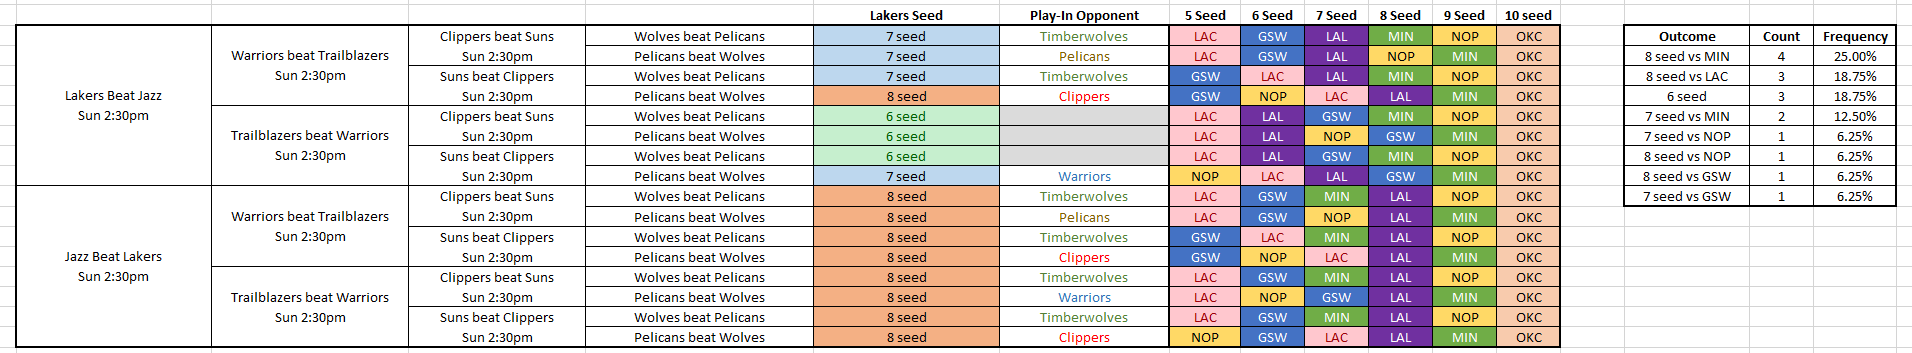 Lakers Seed Play-In Opponent 5 Seed 6 Seed 7 Seed 8 Seed 9 Seed 10 seed
Lakers Beat Jazz
Sun 2:30pm
Warriors beat Trailblazers
Sun 2:30pm
Clippers beat Suns
Sun 2:30pm
Wolves beat Pelicans 7 seed Timberwolves LAC GSW LAL MIN NOP OKC
Pelicans beat Wolves 7 seed Pelicans LAC GSW LAL NOP MIN OKC
Suns beat Clippers
Sun 2:30pm
Wolves beat Pelicans 7 seed Timberwolves GSW LAC LAL MIN NOP OKC
Pelicans beat Wolves 8 seed Clippers GSW NOP LAC LAL MIN OKC
Trailblazers beat Warriors
Sun 2:30pm
Clippers beat Suns
Sun 2:30pm
Wolves beat Pelicans 6 seed LAC LAL GSW MIN NOP OKC
Pelicans beat Wolves 6 seed LAC LAL NOP GSW MIN OKC
Suns beat Clippers
Sun 2:30pm
Wolves beat Pelicans 6 seed LAC LAL GSW MIN NOP OKC
Pelicans beat Wolves 7 seed Warriors NOP LAC LAL GSW MIN OKC
Jazz Beat Lakers
Sun 2:30pm
Warriors beat Trailblazers
Sun 2:30pm
Clippers beat Suns
Sun 2:30pm
Wolves beat Pelicans 8 seed Timberwolves LAC GSW MIN LAL NOP OKC
Pelicans beat Wolves 8 seed Pelicans LAC GSW NOP LAL MIN OKC
Suns beat Clippers
Sun 2:30pm
Wolves beat Pelicans 8 seed Timberwolves GSW LAC MIN LAL NOP OKC
Pelicans beat Wolves 8 seed Clippers GSW NOP LAC LAL MIN OKC
Trailblazers beat Warriors
Sun 2:30pm
Clippers beat Suns
Sun 2:30pm
Wolves beat Pelicans 8 seed Timberwolves LAC GSW MIN LAL NOP OKC
Pelicans beat Wolves 8 seed Warriors LAC NOP GSW LAL MIN OKC
Suns beat Clippers
Sun 2:30pm
Wolves beat Pelicans 8 seed Timberwolves LAC GSW MIN LAL NOP OKC
Pelicans beat Wolves 8 seed Clippers NOP GSW LAC LAL MIN OKC
Outcome Count Frequency
8 seed vs MIN 4 25.00%
8 seed vs LAC 3 18.75%
6 seed 3 18.75%
7 seed vs MIN 2 12.50%
7 seed vs NOP 1 6.25%
8 seed vs NOP 1 6.25%
8 seed vs GSW 1 6.25%
7 seed vs GSW 1 6.25%